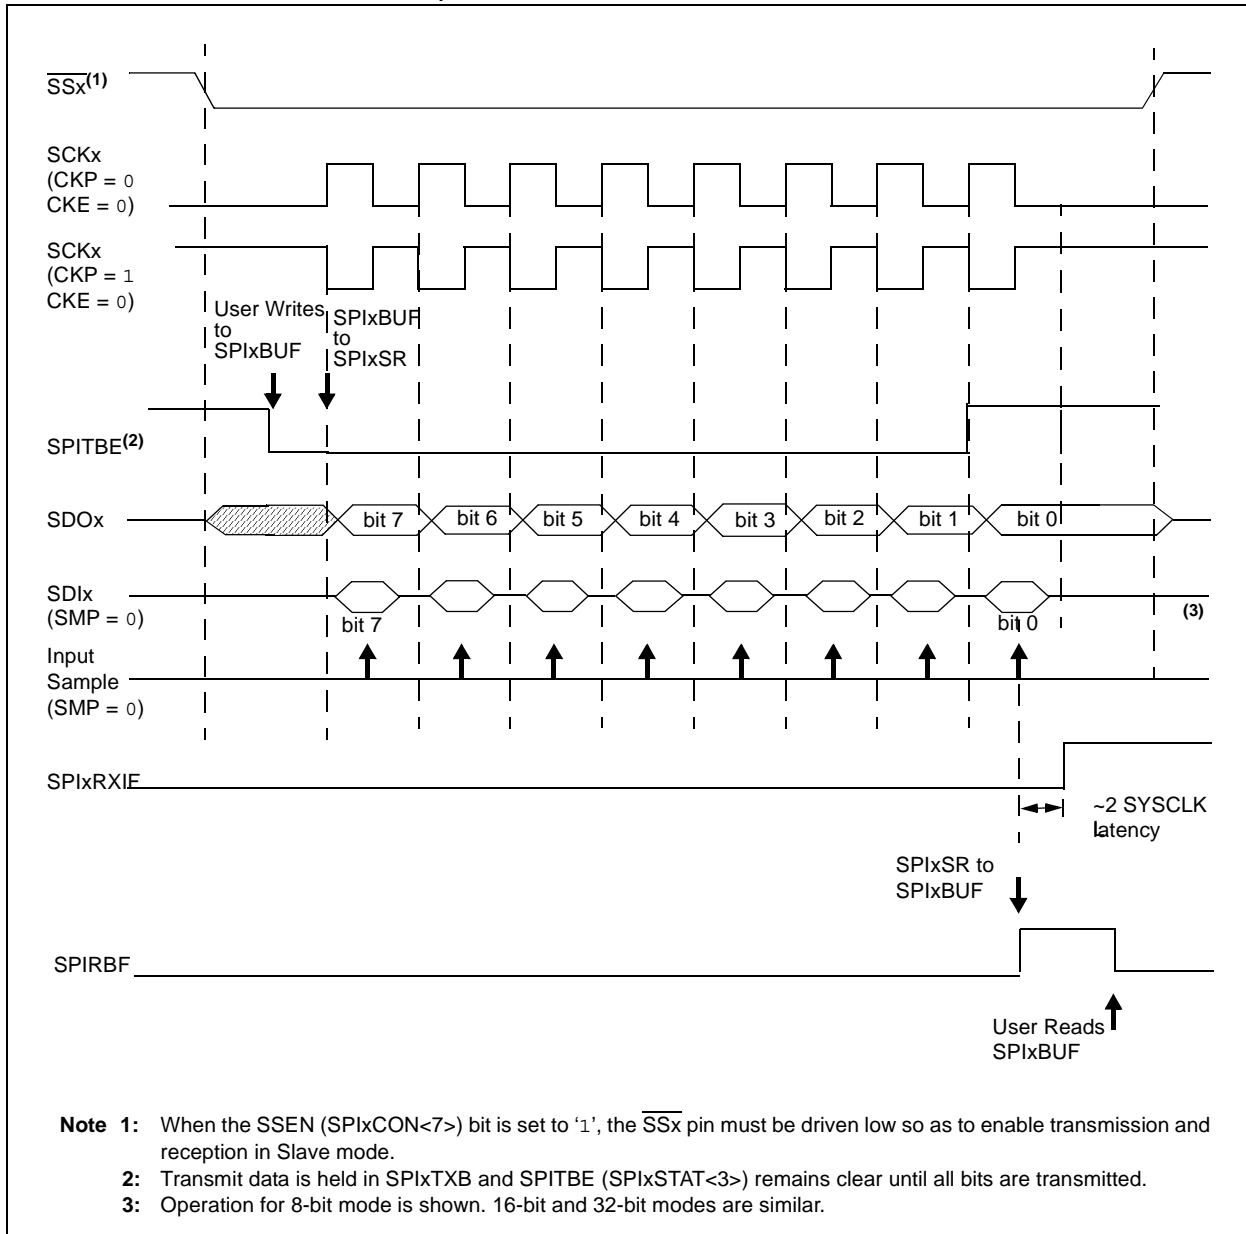 SSx(1)
SCKx
(CKP = 0
CKE = 0)
SCKx
(CKP = 1
CKE = 0)
User Writes
to
SPIxBUF
SPIxBUF
to
SPIxSR
SPITBE(2)
SDOx
bit 7
bit 6
bit 5
bit 4
bit 3
bit 2
bit 1
bit 0
SDIx
(SMP = 0)
bit 7
bit 0
(3)
Input
Sample
(SMP = 0)
SPIxRXIF
~2 SYSCLK
latency
SPIxSR to
SPIxBUF
SPIRBF
User Reads
SPIxBUF
Note 1: When the SSEN (SPIxCON<7>) bit is set to ‘1’, the SSx pin must be driven low so as to enable transmission and
reception in Slave mode.
2: Transmit data is held in SPIxTXB and SPITBE (SPIxSTAT<3>) remains clear until all bits are transmitted.
3: Operation for 8-bit mode is shown. 16-bit and 32-bit modes are similar.